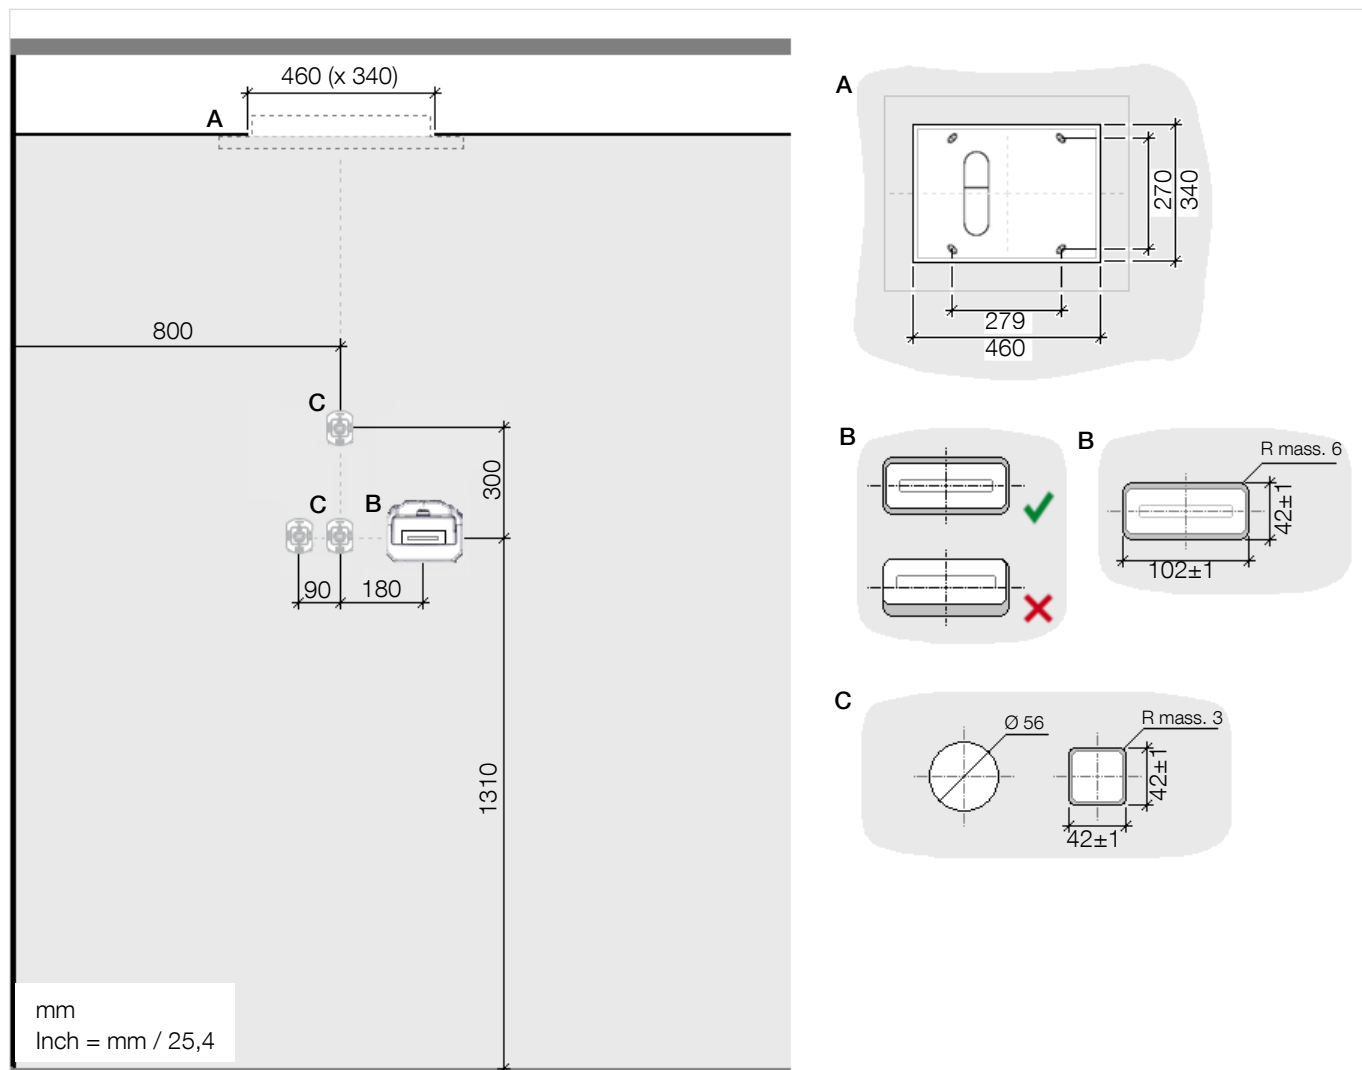 460 (x 340)
A
800
C
300
C
B
90
180
1310
mm
Inch = mm / 25,4
A
270
340
279
460
B
B
R mass. 6
42±1
102±1
C
Ø 56
R mass. 3
42±1
42±1